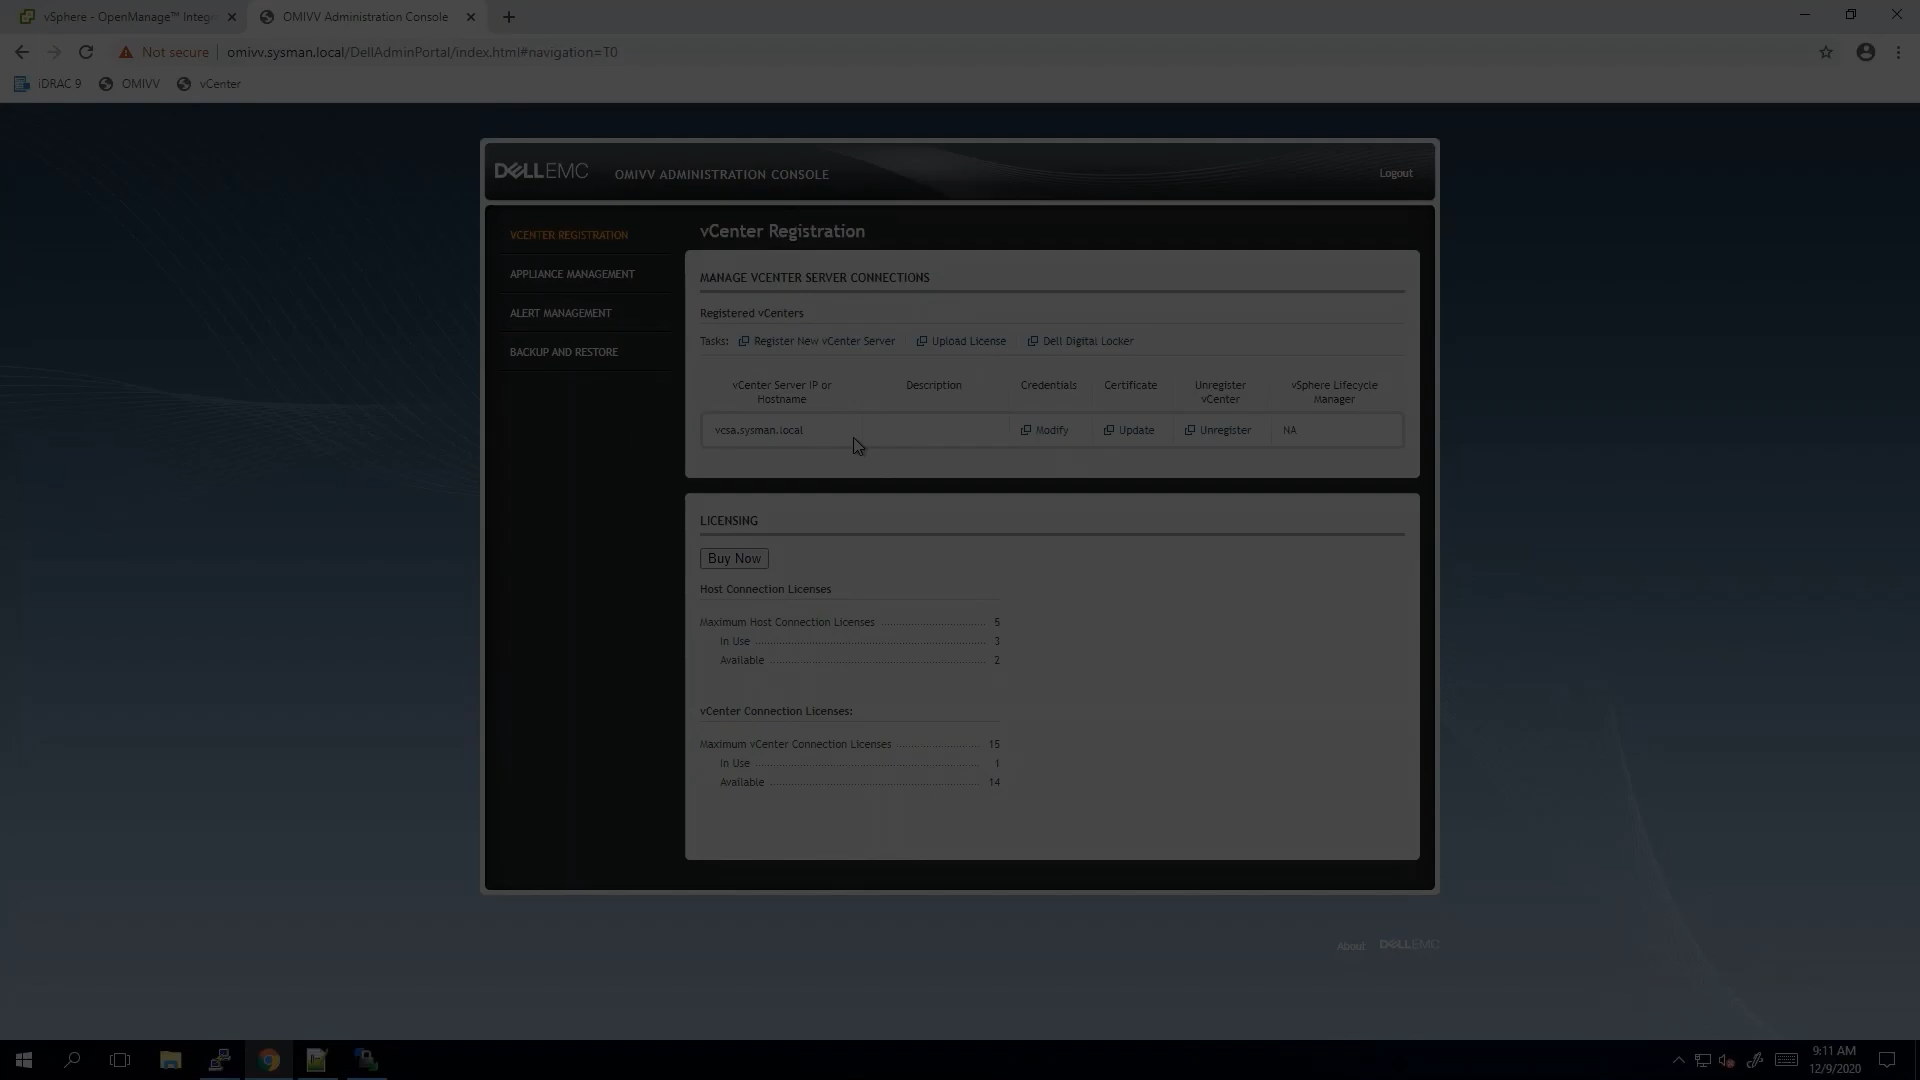 vSphere - OpenManage™ Integ
OMIVV Administration Console
Not secure
omivv.sysman.local/DellAdminPortal/index.html#navigation=T0
iDRAC 9
OMIVV
vCenter
DELLEMC
OMIVV ADMINISTRATION CONSOLE
Logout
VCENTER REGISTRATION
APPLIANCE MANAGEMENT
ALERT MANAGEMENT
BACKUP AND RESTORE
vCenter Registration
MANAGE VCENTER SERVER CONNECTIONS
Registered vCenters
Tasks: Register New vCenter Server Upload License Dell Digital Locker
vCenter Server IP or Hostname
Description
Credentials
Certificate
Unregister vCenter
vSphere Lifecycle Manager
vcsa.sysman.local Modify Update Unregister NA
LICENSING
Buy Now
Host Connection Licenses
Maximum Host Connection Licenses 5
In Use 3
Available 2
vCenter Connection Licenses:
Maximum vCenter Connection Licenses 15
In Use 1
Available 14
About DELLEMC
9:11 AM
12/9/2020